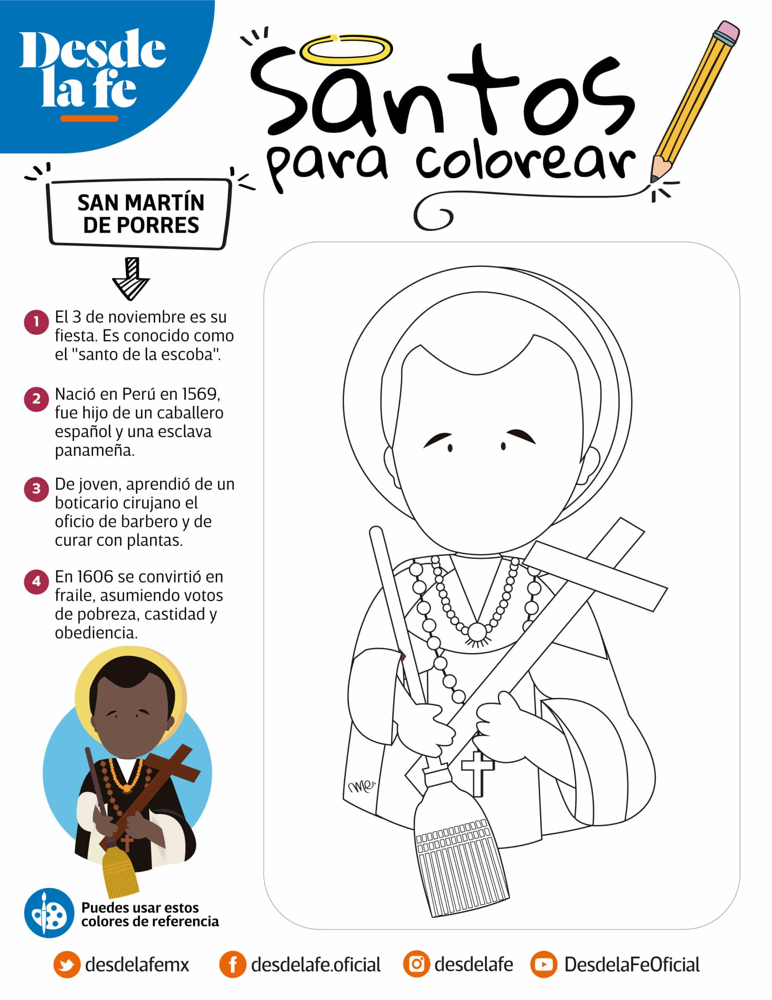 Desde
la fe
Santos
para colorear
SAN MARTÍN
DE PORRES
1
El 3 de noviembre es su
fiesta. Es conocido como
el "santo de la escoba".
2
Nació en Perú en 1569,
fue hijo de un caballero
español y una esclava
panameña.
3
De joven, aprendió de un
boticario cirujano el
oficio de barbero y de
curar con plantas.
4
En 1606 se convirtió en
fraile, asumiendo votos
de pobreza, castidad y
obediencia.
me.
Puedes usar estos
colores de referencia
desdelafemx
desdelafe.oficial
desdelafe
DesdelaFeOficial